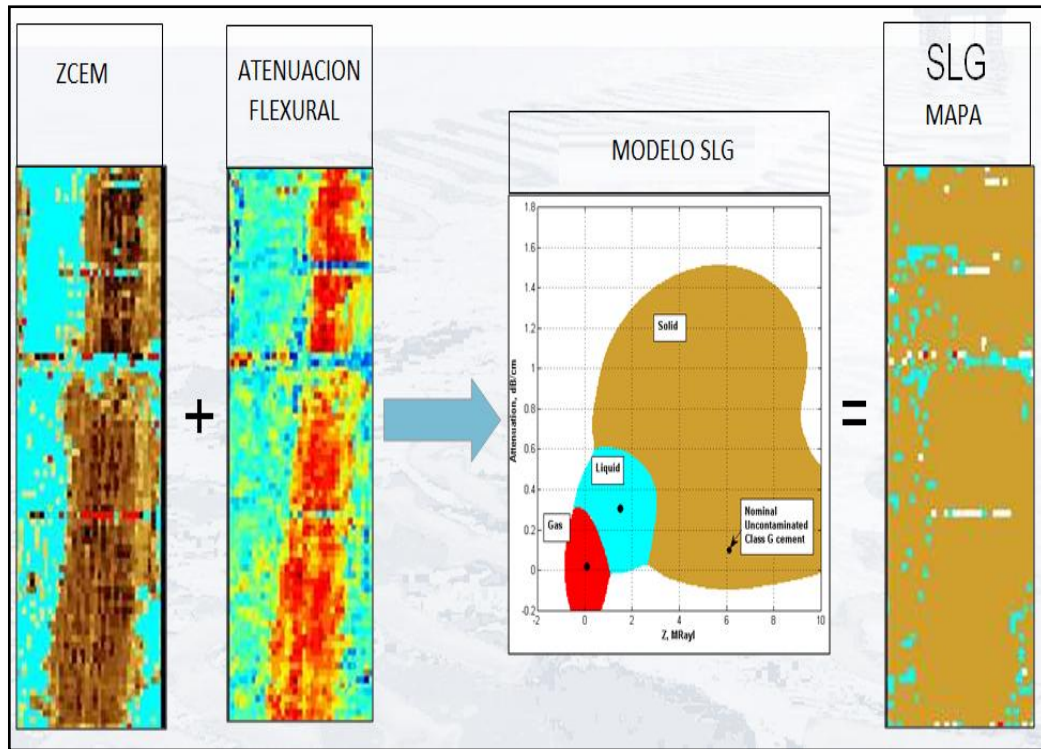 ZCEM
ATENUACION
FLEXURAL
MODELO SLG
SLG
MAPA
+
=
1.8
1.6
1.4
1.2
1
0.8
0.6
0.4
0.2
0
-0.2
Attenuation, dB/cm
Solid
Liquid
Gas
Nominal
Uncontaminated
Class G cement
-2 0 2 4 6 8 10
Z, MRayl